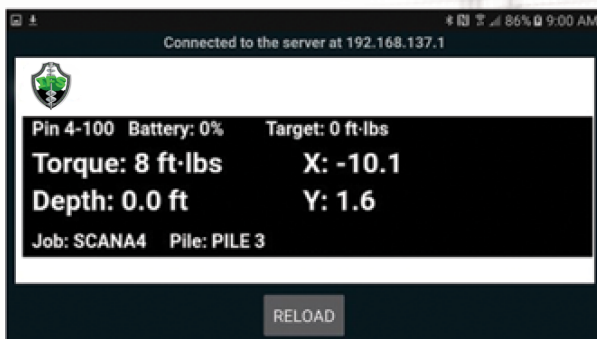 86% 9:00 AM
Connected to the server at 192.168.137.1
Pin 4-100 Battery: 0% Target: 0 ft·lbs
Torque: 8 ft·lbs X: -10.1
Depth: 0.0 ft Y: 1.6
Job: SCANA4 Pile: PILE 3
RELOAD